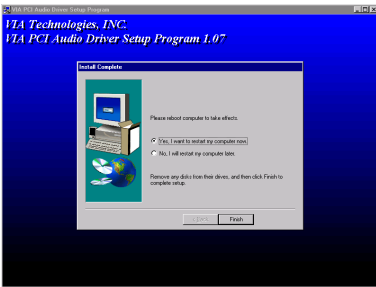 VIA PCI Audio Driver Setup Program
VIA Technologies, INC.
VIA PCI Audio Driver Setup Program 1.07
Install Complete
Please reboot computer to take effects.
Yes, I want to restart my computer now.
No, I will restart my computer later.
Remove any disks from their drives, and then click Finish to
complete setup.
< Back
Finish